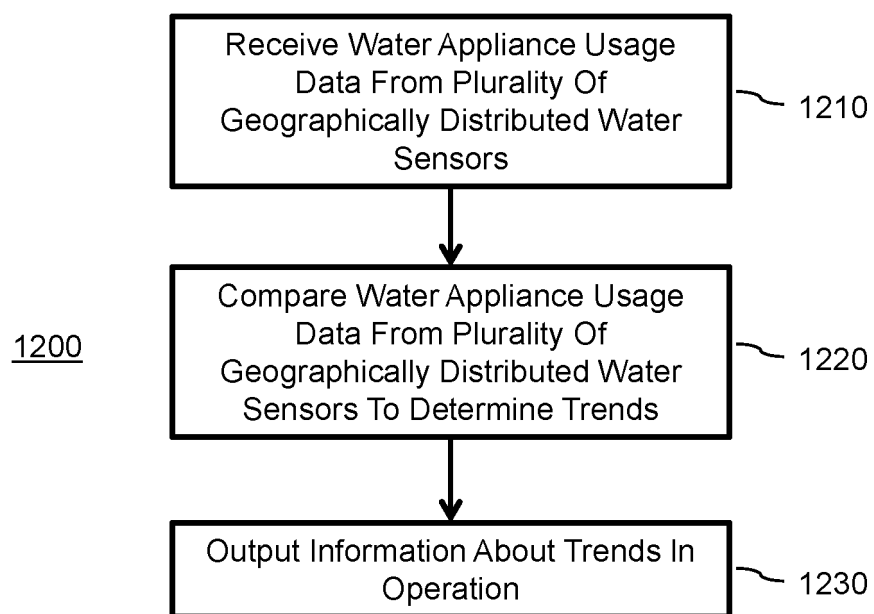 Receive Water Appliance Usage
Data From Plurality Of
Geographically Distributed Water
Sensors
1210
Compare Water Appliance Usage
Data From Plurality Of
Geographically Distributed Water
Sensors To Determine Trends
1200
1220
Output Information About Trends In
Operation
1230